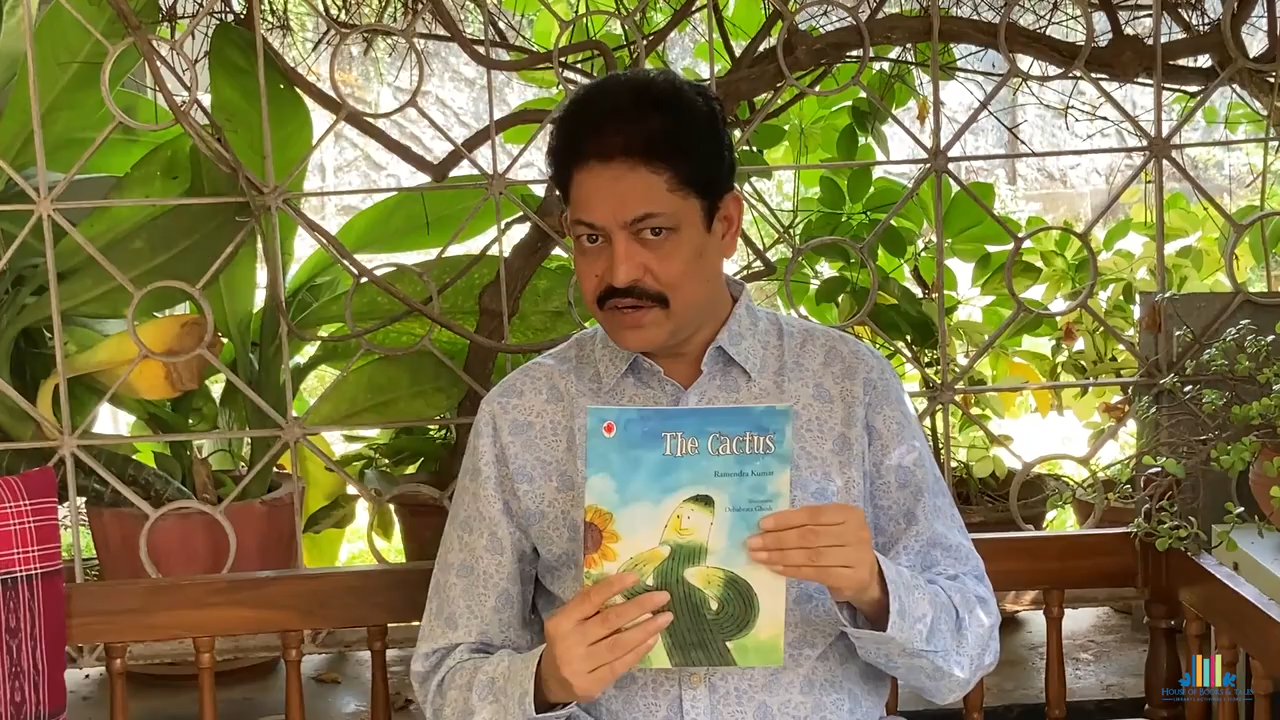 The Cactus
Ramendra Kumar
Debabrata Ghosh
HOUSE OF BOOKS & TALES